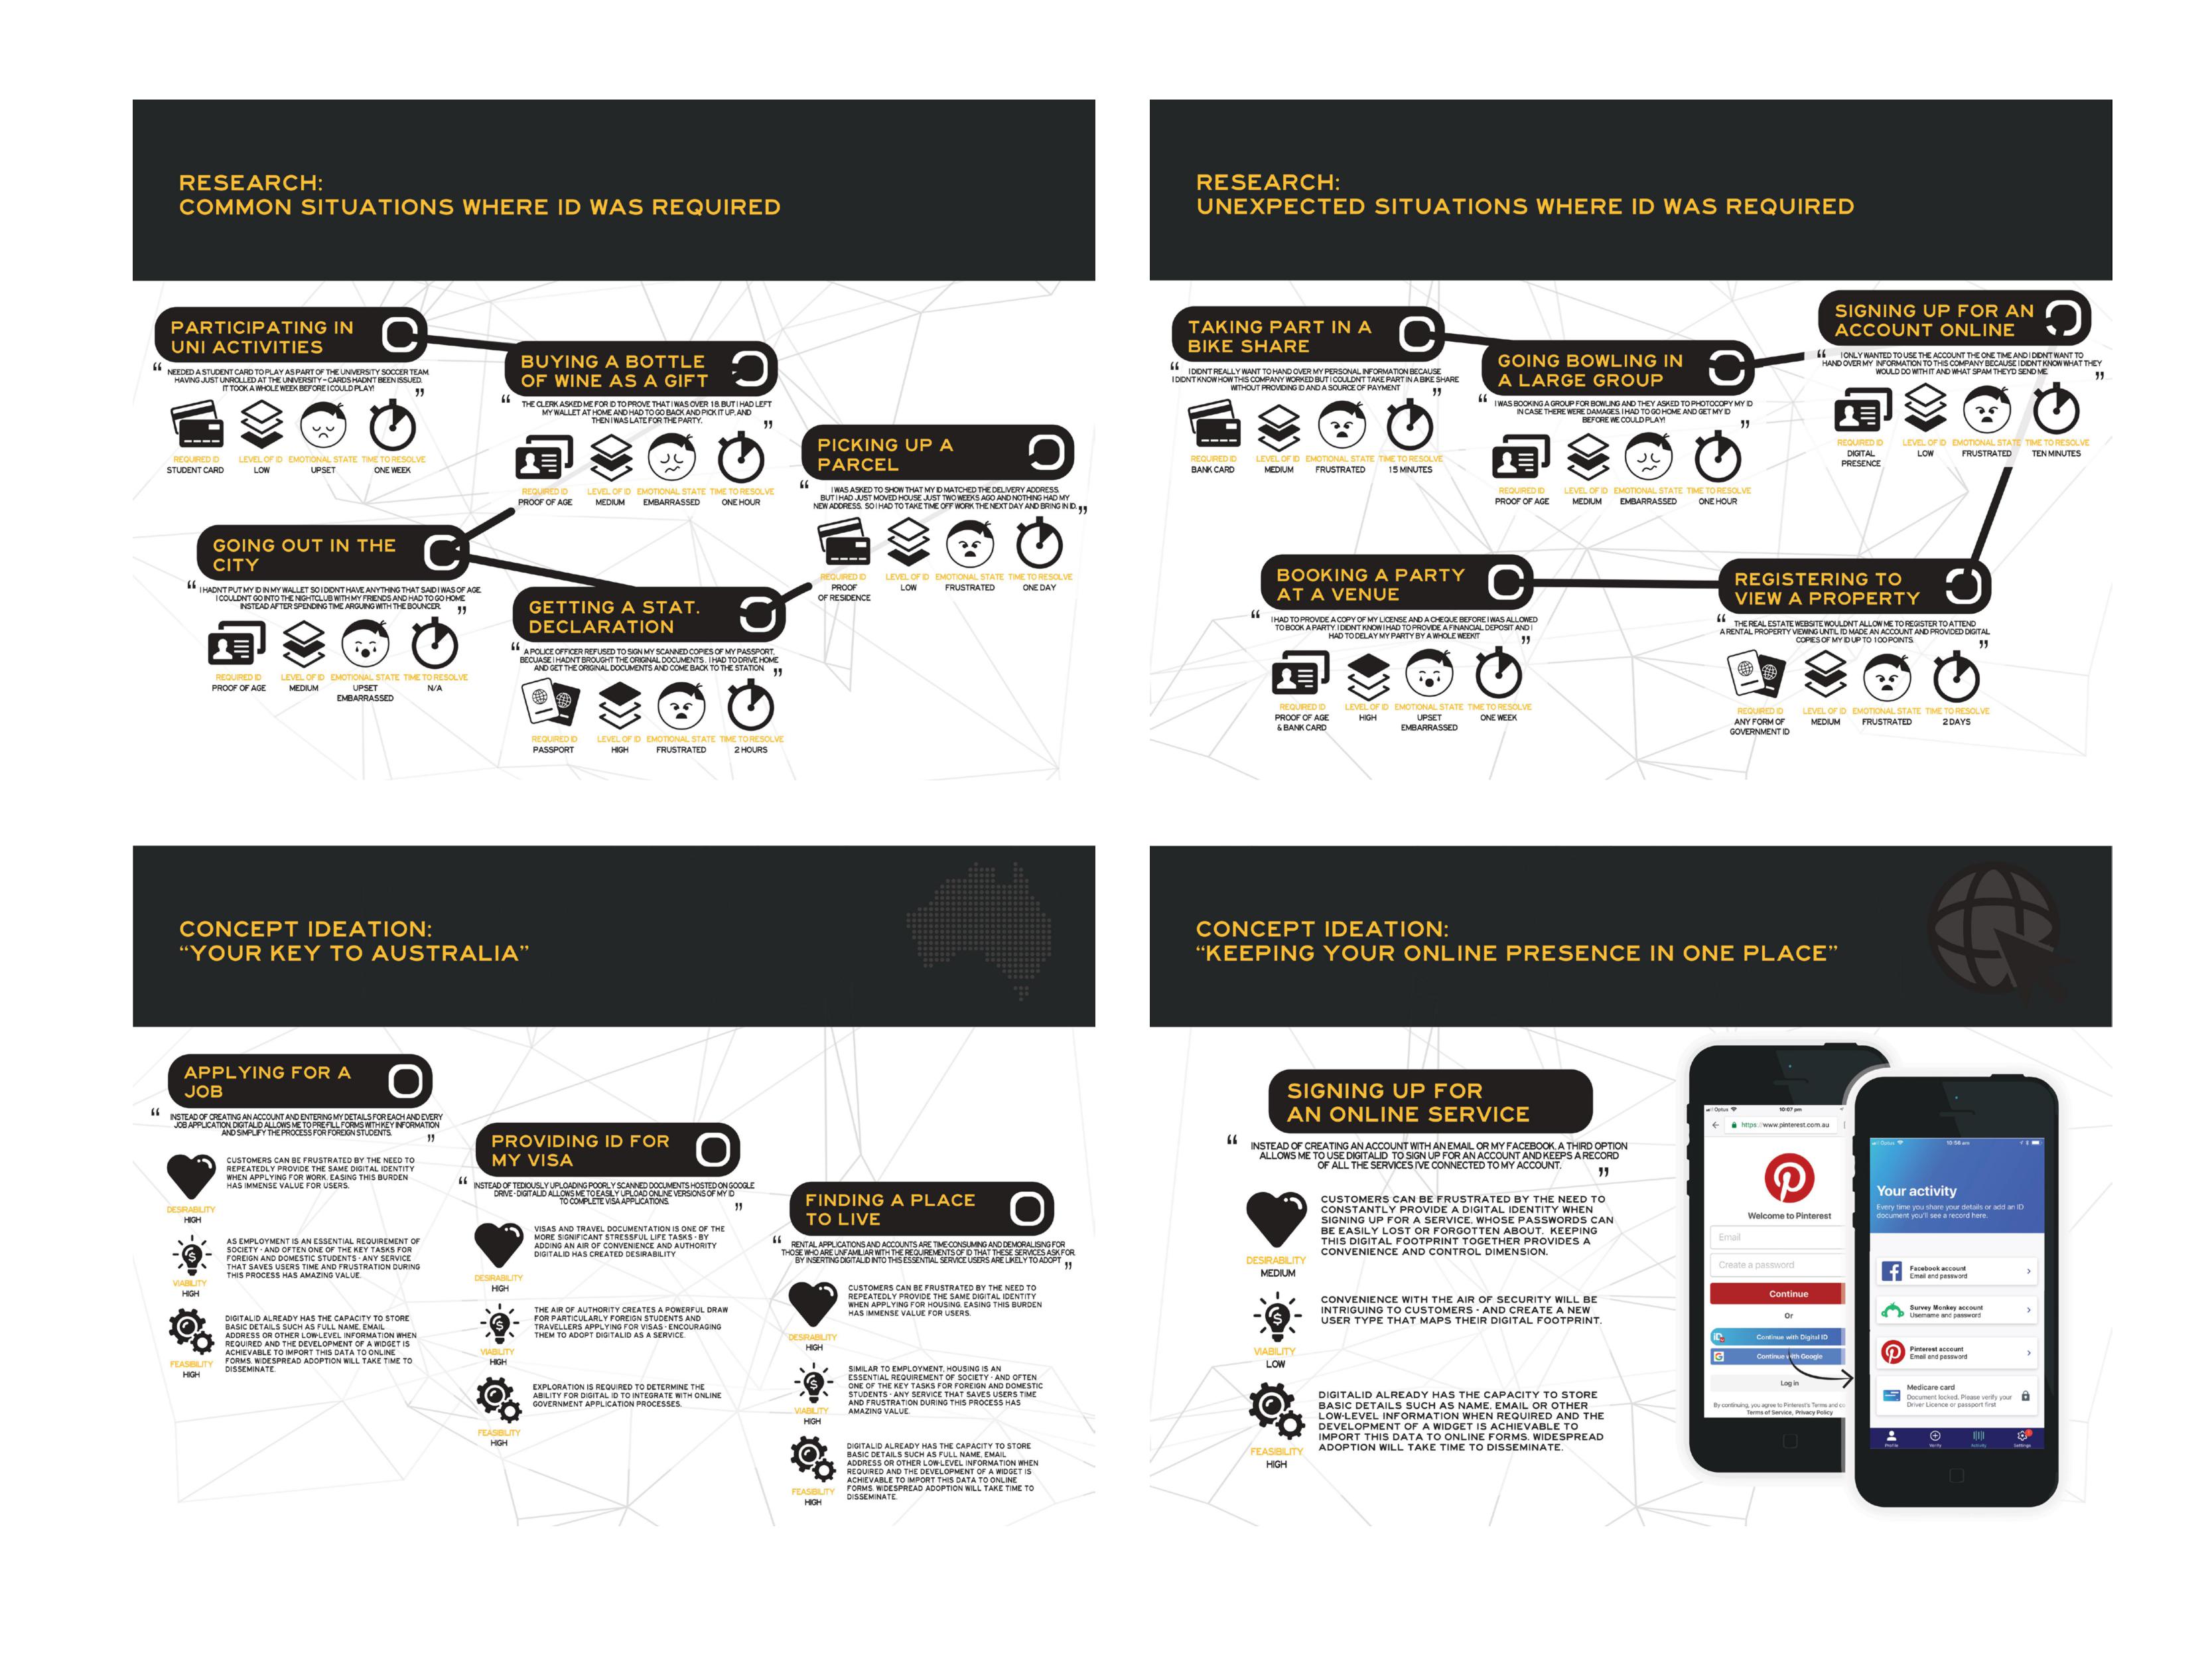 RESEARCH:
COMMON SITUATIONS WHERE ID WAS REQUIRED
PARTICIPATING IN
UNI ACTIVITIES
“ NEEDED A STUDENT CARD TO PLAY AS PART OF THE UNIVERSITY SOCCER TEAM.
HAVING JUST UNROLLED AT THE UNIVERSITY - CARDS HADNT BEEN ISSUED.
IT TOOK A WHOLE WEEK BEFORE I COULD PLAY! ”
REQUIRED ID LEVEL OF ID EMOTIONAL STATE TIME TO RESOLVE
STUDENT CARD LOW UPSET ONE WEEK
BUYING A BOTTLE
OF WINE AS A GIFT
“ THE CLERK ASKED ME FOR ID TO PROVE THAT I WAS OVER 18. BUT I HAD LEFT
MY WALLET AT HOME AND HAD TO GO BACK AND PICK IT UP, AND
THEN I WAS LATE FOR THE PARTY. ”
REQUIRED ID LEVEL OF ID EMOTIONAL STATE TIME TO RESOLVE
PROOF OF AGE MEDIUM EMBARRASSED ONE HOUR
PICKING UP A
PARCEL
“ I WAS ASKED TO SHOW THAT MY ID MATCHED THE DELIVERY ADDRESS.
BUT I HAD JUST MOVED HOUSE JUST TWO WEEKS AGO AND NOTHING HAD MY
NEW ADDRESS. SO I HAD TO TAKE TIME OFF WORK THE NEXT DAY AND BRING IN ID. ”
REQUIRED ID LEVEL OF ID EMOTIONAL STATE TIME TO RESOLVE
PROOF LOW FRUSTRATED ONE DAY
OF RESIDENCE
GOING OUT IN THE
CITY
“ I HADNT PUT MY ID IN MY WALLET SO I DIDNT HAVE ANYTHING THAT SAID I WAS OF AGE.
I COULDNT GO INTO THE NIGHTCLUB WITH MY FRIENDS AND HAD TO GO HOME
INSTEAD AFTER SPENDING TIME ARGUING WITH THE BOUNCER. ”
REQUIRED ID LEVEL OF ID EMOTIONAL STATE TIME TO RESOLVE
PROOF OF AGE MEDIUM UPSET N/A
EMBARRASSED
GETTING A STAT.
DECLARATION
“ A POLICE OFFICER REFUSED TO SIGN MY SCANNED COPIES OF MY PASSPORT.
BECUASE I HADNT BROUGHT THE ORIGINAL DOCUMENTS. I HAD TO DRIVE HOME
AND GET THE ORIGINAL DOCUMENTS AND COME BACK TO THE STATION. ”
REQUIRED ID LEVEL OF ID EMOTIONAL STATE TIME TO RESOLVE
PASSPORT HIGH FRUSTRATED 2 HOURS
RESEARCH:
UNEXPECTED SITUATIONS WHERE ID WAS REQUIRED
TAKING PART IN A
BIKE SHARE
“ I DIDNT REALLY WANT TO HAND OVER MY PERSONAL INFORMATION BECAUSE
I DIDNT KNOW HOW THIS COMPANY WORKED BUT I COULDNT TAKE PART IN A BIKE SHARE
WITHOUT PROVIDING ID AND A SOURCE OF PAYMENT ”
REQUIRED ID LEVEL OF ID EMOTIONAL STATE TIME TO RESOLVE
BANK CARD MEDIUM FRUSTRATED 15 MINUTES
GOING BOWLING IN
A LARGE GROUP
“ I WAS BOOKING A GROUP FOR BOWLING AND THEY ASKED TO PHOTOCOPY MY ID
IN CASE THERE WERE DAMAGES. I HAD TO GO HOME AND GET MY ID
BEFORE WE COULD PLAY! ”
REQUIRED ID LEVEL OF ID EMOTIONAL STATE TIME TO RESOLVE
PROOF OF AGE MEDIUM EMBARRASSED ONE HOUR
SIGNING UP FOR AN
ACCOUNT ONLINE
“ I ONLY WANTED TO USE THE ACCOUNT THE ONE TIME AND I DIDNT WANT TO
HAND OVER MY INFORMATION TO THIS COMPANY BECAUSE I DIDNT KNOW WHAT THEY
WOULD DO WITH IT AND WHAT SPAM THEYD SEND ME. ”
REQUIRED ID LEVEL OF ID EMOTIONAL STATE TIME TO RESOLVE
DIGITAL LOW FRUSTRATED TEN MINUTES
PRESENCE
BOOKING A PARTY
AT A VENUE
“ I HAD TO PROVIDE A COPY OF MY LICENSE AND A CHEQUE BEFORE I WAS ALLOWED
TO BOOK A PARTY. I DIDNT KNOW I HAD TO PROVIDE A FINANCIAL DEPOSIT AND I
HAD TO DELAY MY PARTY BY A WHOLE WEEK!! ”
REQUIRED ID LEVEL OF ID EMOTIONAL STATE TIME TO RESOLVE
PROOF OF AGE HIGH UPSET ONE WEEK
& BANK CARD EMBARRASSED
REGISTERING TO
VIEW A PROPERTY
“ THE REAL ESTATE WEBSITE WOULDNT ALLOW ME TO REGISTER TO ATTEND
A RENTAL PROPERTY VIEWING UNTIL ID MADE AN ACCOUNT AND PROVIDED DIGITAL
COPIES OF MY ID UP TO 100 POINTS. ”
REQUIRED ID LEVEL OF ID EMOTIONAL STATE TIME TO RESOLVE
ANY FORM OF MEDIUM FRUSTRATED 2 DAYS
GOVERNMENT ID
CONCEPT IDEATION:
“YOUR KEY TO AUSTRALIA”
APPLYING FOR A
JOB
“ INSTEAD OF CREATING AN ACCOUNT AND ENTERING MY DETAILS FOR EACH AND EVERY
JOB APPLICATION, DIGITALID ALLOWS ME TO PREFILL FORMS WITH KEY INFORMATION
AND SIMPLIFY THE PROCESS FOR FOREIGN STUDENTS. ”
CUSTOMERS CAN BE FRUSTRATED BY THE NEED TO
REPEATEDLY PROVIDE THE SAME DIGITAL IDENTITY
WHEN APPLYING FOR WORK. EASING THIS BURDEN
HAS IMMENSE VALUE FOR USERS.
DESIRABILITY
HIGH
AS EMPLOYMENT IS AN ESSENTIAL REQUIREMENT OF
SOCIETY - AND OFTEN ONE OF THE KEY TASKS FOR
FOREIGN AND DOMESTIC STUDENTS - ANY SERVICE
THAT SAVES USERS TIME AND FRUSTRATION DURING
THIS PROCESS HAS AMAZING VALUE.
VIABILITY
HIGH
DIGITALID ALREADY HAS THE CAPACITY TO STORE
BASIC DETAILS SUCH AS FULL NAME, EMAIL
ADDRESS OR OTHER LOW-LEVEL INFORMATION WHEN
REQUIRED AND THE DEVELOPMENT OF A WIDGET IS
ACHIEVABLE TO IMPORT THIS DATA TO ONLINE
FORMS. WIDESPREAD ADOPTION WILL TAKE TIME TO
DISSEMINATE.
FEASIBILITY
HIGH
PROVIDING ID FOR
MY VISA
“ INSTEAD OF TEDIOUSLY UPLOADING POORLY SCANNED DOCUMENTS HOSTED ON GOOGLE
DRIVE - DIGITALID ALLOWS ME TO EASILY UPLOAD ONLINE VERSIONS OF MY ID
TO COMPLETE VISA APPLICATIONS. ”
VISAS AND TRAVEL DOCUMENTATION IS ONE OF THE
MORE SIGNIFICANT STRESSFUL LIFE TASKS - BY
ADDING AN AIR OF CONVENIENCE AND AUTHORITY
DIGITALID HAS CREATED DESIRABILITY
DESIRABILITY
HIGH
THE AIR OF AUTHORITY CREATES A POWERFUL DRAW
FOR PARTICULARLY FOREIGN STUDENTS AND
TRAVELLERS APPLYING FOR VISAS - ENCOURAGING
THEM TO ADOPT DIGITALID AS A SERVICE.
VIABILITY
HIGH
EXPLORATION IS REQUIRED TO DETERMINE THE
ABILITY FOR DIGITAL ID TO INTEGRATE WITH ONLINE
GOVERNMENT APPLICATION PROCESSES.
FEASIBILITY
HIGH
FINDING A PLACE
TO LIVE
“ RENTAL APPLICATIONS AND ACCOUNTS ARE TIME-CONSUMING AND DEMORALISING FOR
THOSE WHO ARE UNFAMILIAR WITH THE REQUIREMENTS OF ID THAT THESE SERVICES ASK FOR.
BY INSERTING DIGITALID INTO THIS ESSENTIAL SERVICE USERS ARE LIKELY TO ADOPT ”
CUSTOMERS CAN BE FRUSTRATED BY THE NEED TO
REPEATEDLY PROVIDE THE SAME DIGITAL IDENTITY
WHEN APPLYING FOR HOUSING. EASING THIS BURDEN
HAS IMMENSE VALUE FOR USERS.
DESIRABILITY
HIGH
SIMILAR TO EMPLOYMENT, HOUSING IS AN
ESSENTIAL REQUIREMENT OF SOCIETY - AND OFTEN
ONE OF THE KEY TASKS FOR FOREIGN AND DOMESTIC
STUDENTS - ANY SERVICE THAT SAVES USERS TIME
AND FRUSTRATION DURING THIS PROCESS HAS
AMAZING VALUE.
VIABILITY
HIGH
DIGITALID ALREADY HAS THE CAPACITY TO STORE
BASIC DETAILS SUCH AS FULL NAME, EMAIL
ADDRESS OR OTHER LOW-LEVEL INFORMATION WHEN
REQUIRED AND THE DEVELOPMENT OF A WIDGET IS
ACHIEVABLE TO IMPORT THIS DATA TO ONLINE
FORMS. WIDESPREAD ADOPTION WILL TAKE TIME TO
DISSEMINATE.
FEASIBILITY
HIGH
CONCEPT IDEATION:
“KEEPING YOUR ONLINE PRESENCE IN ONE PLACE”
SIGNING UP FOR
AN ONLINE SERVICE
“ INSTEAD OF CREATING AN ACCOUNT WITH AN EMAIL OR MY FACEBOOK, A THIRD OPTION
ALLOWS ME TO USE DIGITALID TO SIGN UP FOR AN ACCOUNT AND KEEPS A RECORD
OF ALL THE SERVICES IVE CONNECTED TO MY ACCOUNT. ”
CUSTOMERS CAN BE FRUSTRATED BY THE NEED TO
CONSTANTLY PROVIDE A DIGITAL IDENTITY WHEN
SIGNING UP FOR A SERVICE, WHOSE PASSWORDS CAN
BE EASILY LOST OR FORGOTTEN ABOUT. KEEPING
THIS DIGITAL FOOTPRINT TOGETHER PROVIDES A
CONVENIENCE AND CONTROL DIMENSION.
DESIRABILITY
MEDIUM
CONVENIENCE WITH THE AIR OF SECURITY WILL BE
INTRIGUING TO CUSTOMERS - AND CREATE A NEW
USER TYPE THAT MAPS THEIR DIGITAL FOOTPRINT.
VIABILITY
LOW
DIGITALID ALREADY HAS THE CAPACITY TO STORE
BASIC DETAILS SUCH AS NAME, EMAIL OR OTHER
LOW-LEVEL INFORMATION WHEN REQUIRED AND THE
DEVELOPMENT OF A WIDGET IS ACHIEVABLE TO
IMPORT THIS DATA TO ONLINE FORMS. WIDESPREAD
ADOPTION WILL TAKE TIME TO DISSEMINATE.
FEASIBILITY
HIGH
Optus 10:07 pm
https://www.pinterest.com.au
Welcome to Pinterest
Email
Create a password
Continue
Or
Continue with Digital ID
Continue with Google
Log in
By continuing, you agree to Pinterest's Terms and
Terms of Service, Privacy Policy
Optus 10:56 am
Your activity
Every time you share your details or add an ID
document you'll see a record here.
Facebook account
Email and password
Survey Monkey account
Username and password
Pinterest account
Email and password
Medicare card
Document locked. Please verify your
Driver Licence or passport first
Profile Verify Activity Settings